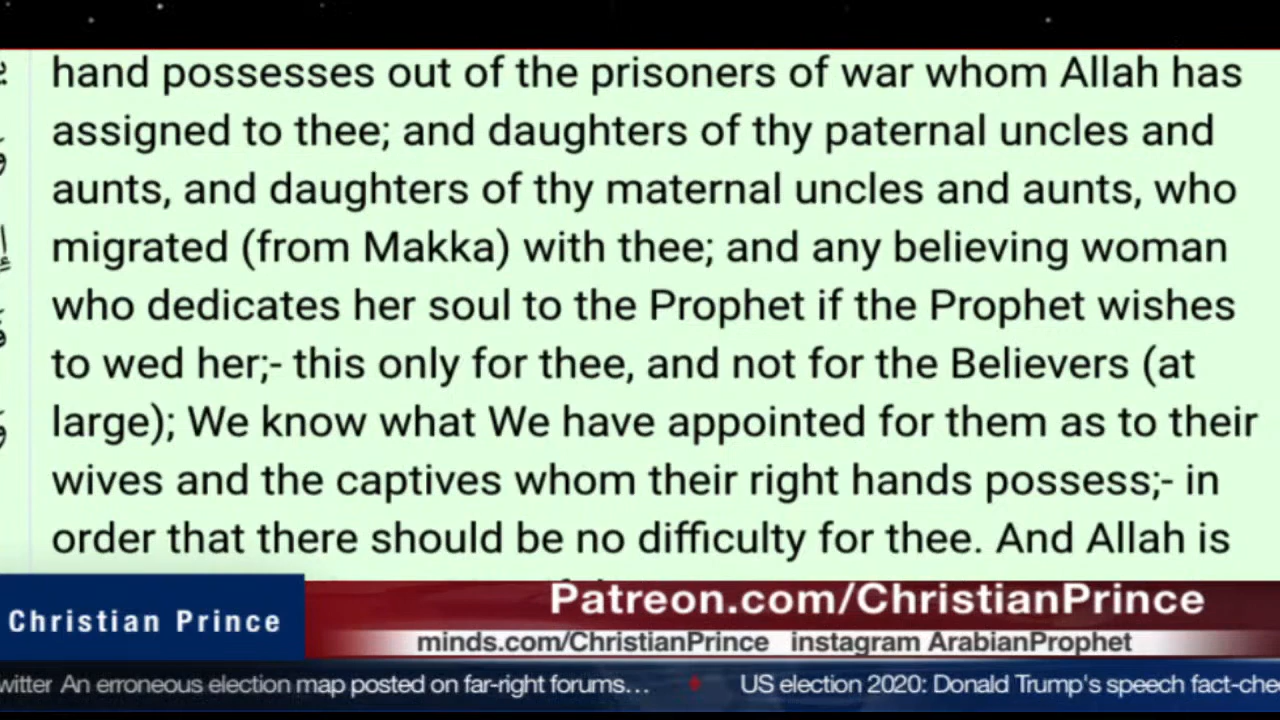 hand possesses out of the prisoners of war whom Allah has
assigned to thee; and daughters of thy paternal uncles and
aunts, and daughters of thy maternal uncles and aunts, who
migrated (from Makka) with thee; and any believing woman
who dedicates her soul to the Prophet if the Prophet wishes
to wed her;- this only for thee, and not for the Believers (at
large); We know what We have appointed for them as to their
wives and the captives whom their right hands possess;- in
order that there should be no difficulty for thee. And Allah is
Christian Prince
Patreon.com/ChristianPrince
minds.com/ChristianPrince instagram ArabianProphet
witter An erroneous election map posted on far-right forums... US election 2020: Donald Trump's speech fact-che